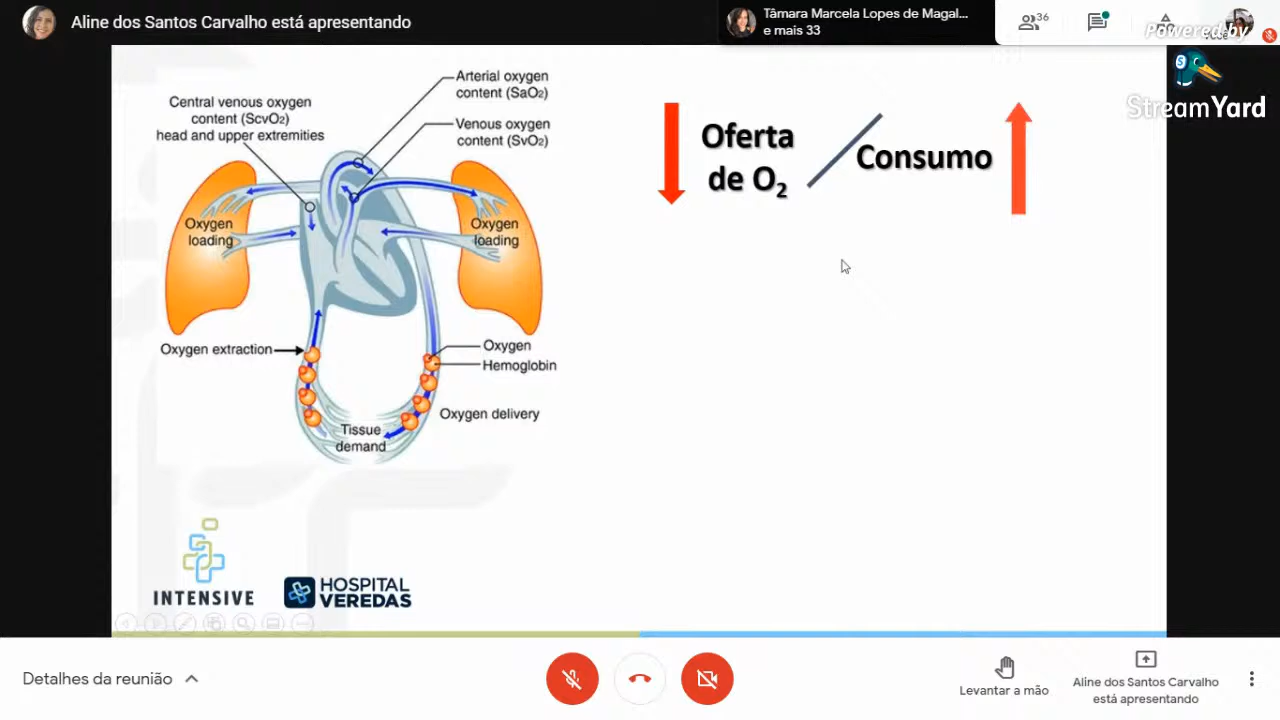 Aline dos Santos Carvalho está apresentando
Tâmara Marcela Lopes de Magal...
e mais 33
36
Powered by
StreamYard
Central venous oxygen
content (ScvO₂)
head and upper extremities
Arterial oxygen
content (SaO₂)
Venous oxygen
content (SvO₂)
Oxygen
loading
Oxygen
loading
Oxygen extraction
Oxygen
Hemoglobin
Oxygen delivery
Tissue
demand
Oferta
de O₂
Consumo
INTENSIVE
HOSPITAL
VEREDAS
Detalhes da reunião
Levantar a mão
Aline dos Santos Carvalho
está apresentando